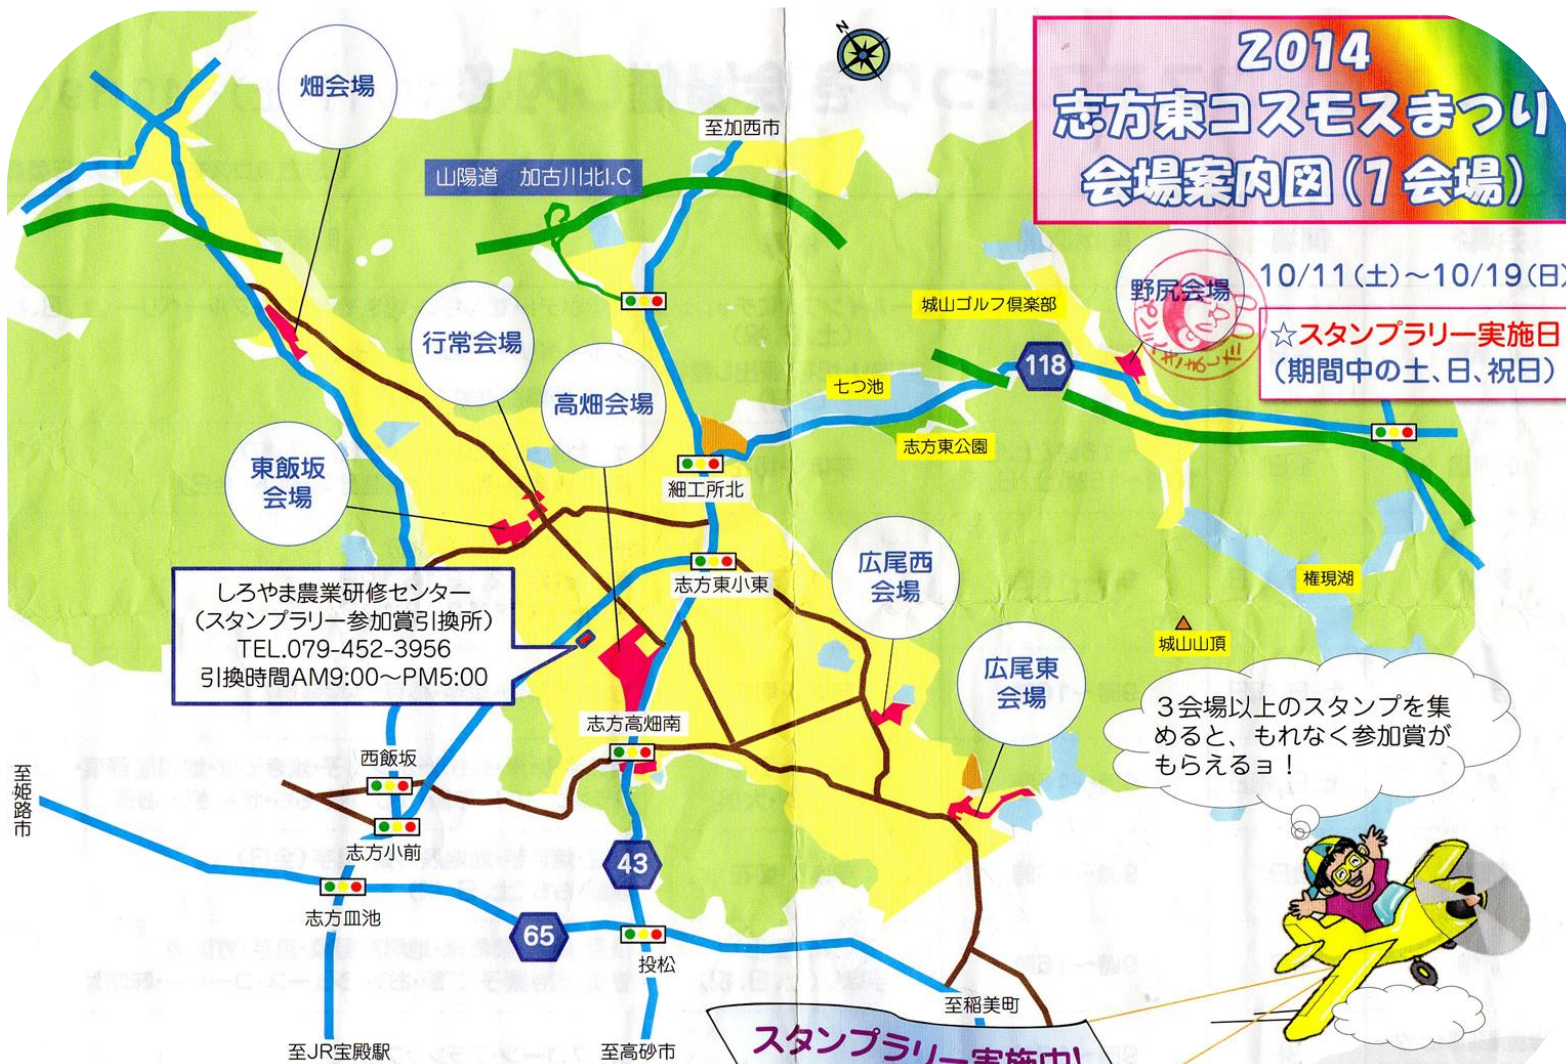 2014
志方東コスモスまつり
会場案内図(7会場)
10/11(土)～10/19(日)
☆スタンプラリー実施日
(期間中の土、日、祝日)
N
畑会場
至加西市
山陽道 加古川北I.C
野尻会場
城山ゴルフ倶楽部
行常会場
118
高畑会場
七つ池
志方東公園
東飯坂
会場
細工所北
広尾西
会場
志方東小東
権現湖
しろやま農業研修センター
(スタンプラリー参加賞引換所)
TEL.079-452-3956
引換時間AM9:00～PM5:00
城山山頂
広尾東
会場
志方高畑南
3会場以上のスタンプを集
めると、もれなく参加賞が
もらえるョ!
西飯坂
至姫路市
志方小前
43
志方皿池
65
投松
至稲美町
スタンプラリー実施中!
至JR宝殿駅
至高砂市